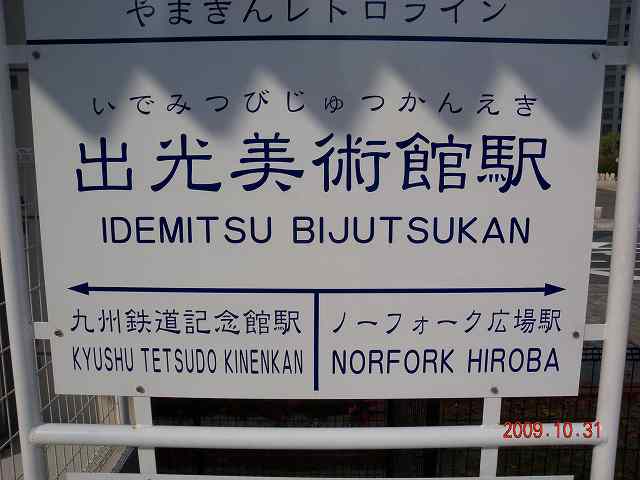 やまぎんレトロライン
いでみつびじゅつかんえき
出光美術館駅
IDEMITSU BIJUTSUKAN
九州鉄道記念館駅
KYUSHU TETSUDO KINENKAN
ノーフォーク広場駅
NORFORK HIROBA
2009.10.31